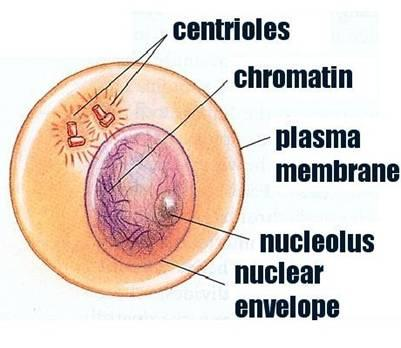 centrioles
chromatin
plasma
membrane
nucleolus
nuclear
envelope